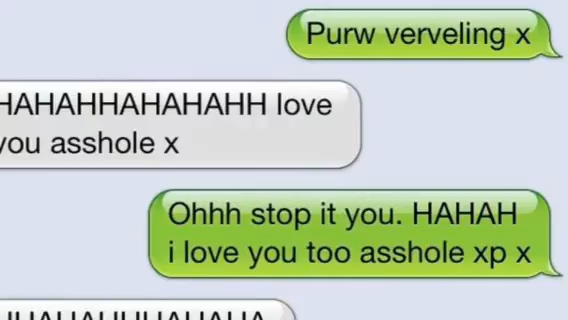 Purw verveling x
HAHAHHAHAHAHH love
you asshole x
Ohhh stop it you. HAHAH
i love you too asshole xp x